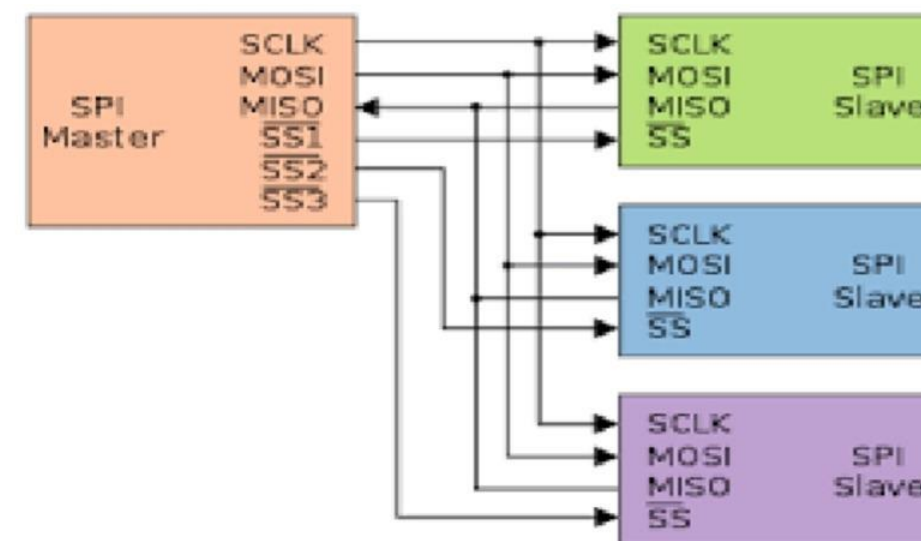 SCLK
MOSI
SPI MISO
Master SS1
SS2
SS3
SCLK
MOSI SPI
MISO Slave
SS
SCLK
MOSI SPI
MISO Slave
SS
SCLK
MOSI SPI
MISO Slave
SS